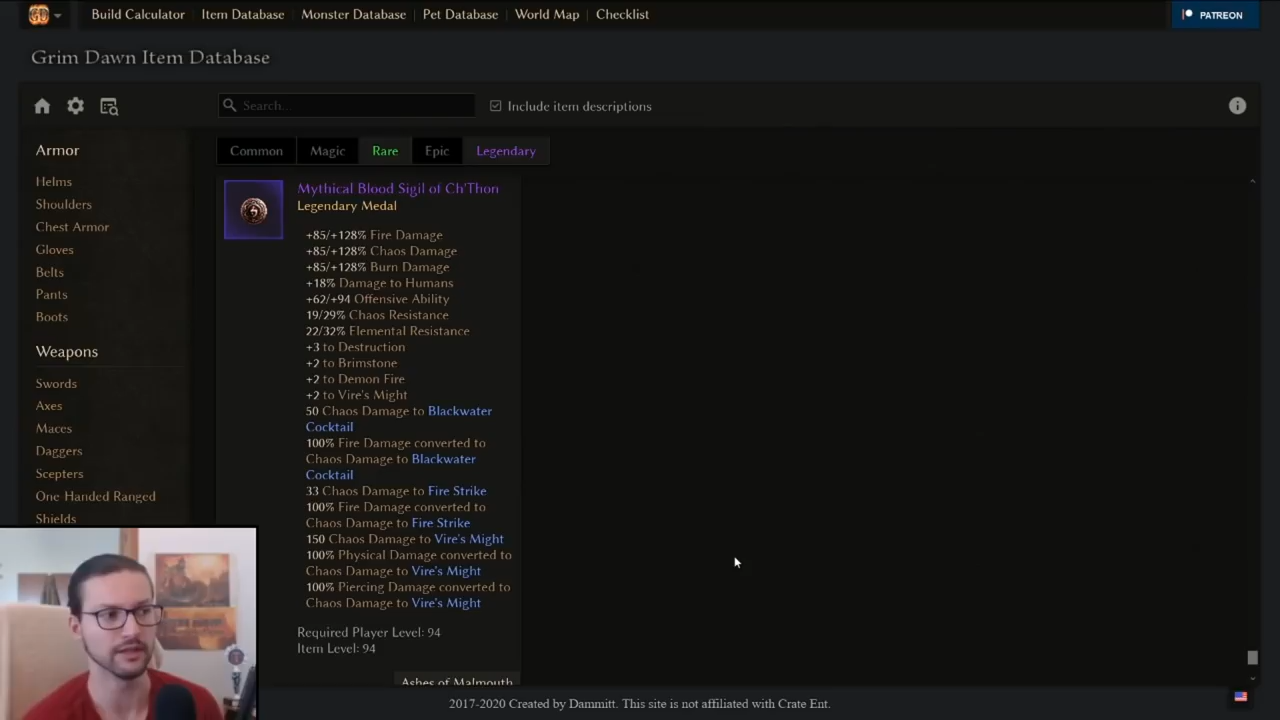 Build Calculator
Item Database
Monster Database
Pet Database
World Map
Checklist
PATREON
Grim Dawn Item Database
Search..
Include item descriptions
Armor
Helms
Shoulders
Chest Armor
Gloves
Belts
Pants
Boots
Weapons
Swords
Axes
Maces
Daggers
Scepters
One Handed Ranged
Shields
Common
Magic
Rare
Epic
Legendary
Mythical Blood Sigil of Ch'Thon
Legendary Medal
+85/+128% Fire Damage
+85/+128% Chaos Damage
+85/+128% Burn Damage
+18% Damage to Humans
+62/+94 Offensive Ability
19/29% Chaos Resistance
22/32% Elemental Resistance
+3 to Destruction
+2 to Brimstone
+2 to Demon Fire
+2 to Vire's Might
50 Chaos Damage to Blackwater
Cocktail
100% Fire Damage converted to
Chaos Damage to Blackwater
Cocktail
33 Chaos Damage to Fire Strike
100% Fire Damage converted to
Chaos Damage to Fire Strike
150 Chaos Damage to Vire's Might
100% Physical Damage converted to
Chaos Damage to Vire's Might
100% Piercing Damage converted to
Chaos Damage to Vire's Might
Required Player Level: 94
Item Level: 94
Ashes of Malmouth
2017-2020 Created by Dammitt. This site is not affiliated with Crate Ent.